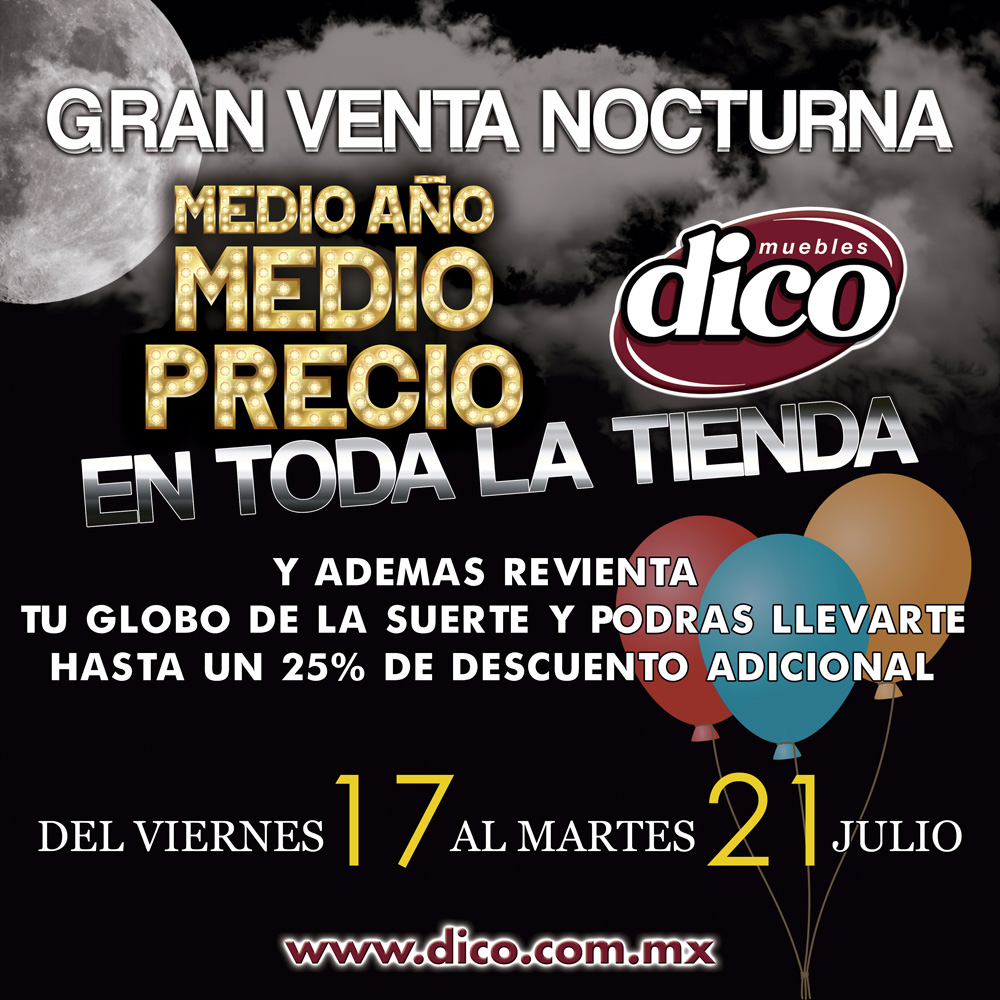 GRAN VENTA NOCTURNA
MEDIO AÑO
MEDIO
PRECIO
muebles
dico
EN TODA LA TIENDA
Y ADEMAS REVIENTA
TU GLOBO DE LA SUERTE Y PODRAS LLEVARTE
HASTA UN 25% DE DESCUENTO ADICIONAL
DEL VIERNES 17 AL MARTES 21 JULIO
www.dico.com.mx